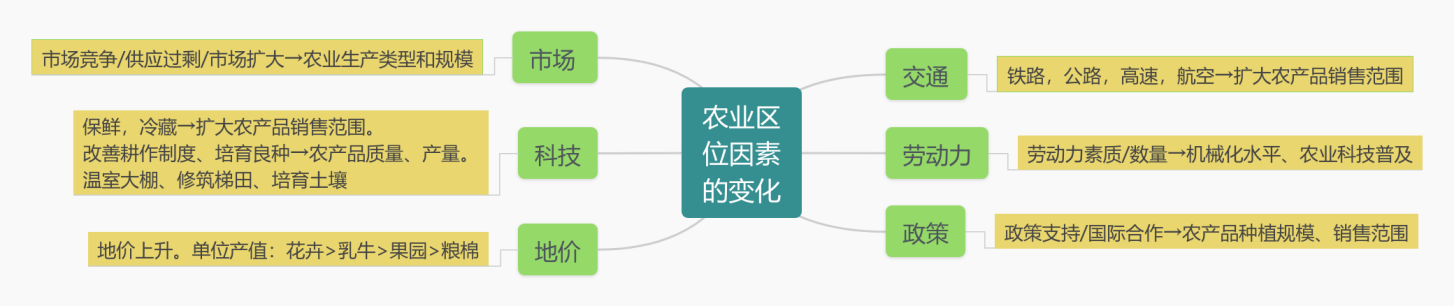 农业区
位因素
的变化
市场
市场竞争/供应过剩/市场扩大→农业生产类型和规模
科技
保鲜，冷藏→扩大农产品销售范围。
改善耕作制度、培育良种→农产品质量、产量。
温室大棚、修筑梯田、培育土壤
地价
地价上升。单位产值：花卉>乳牛>果园>粮棉
交通
铁路，公路，高速，航空→扩大农产品销售范围
劳动力
劳动力素质/数量→机械化水平、农业科技普及
政策
政策支持/国际合作→农产品种植规模、销售范围